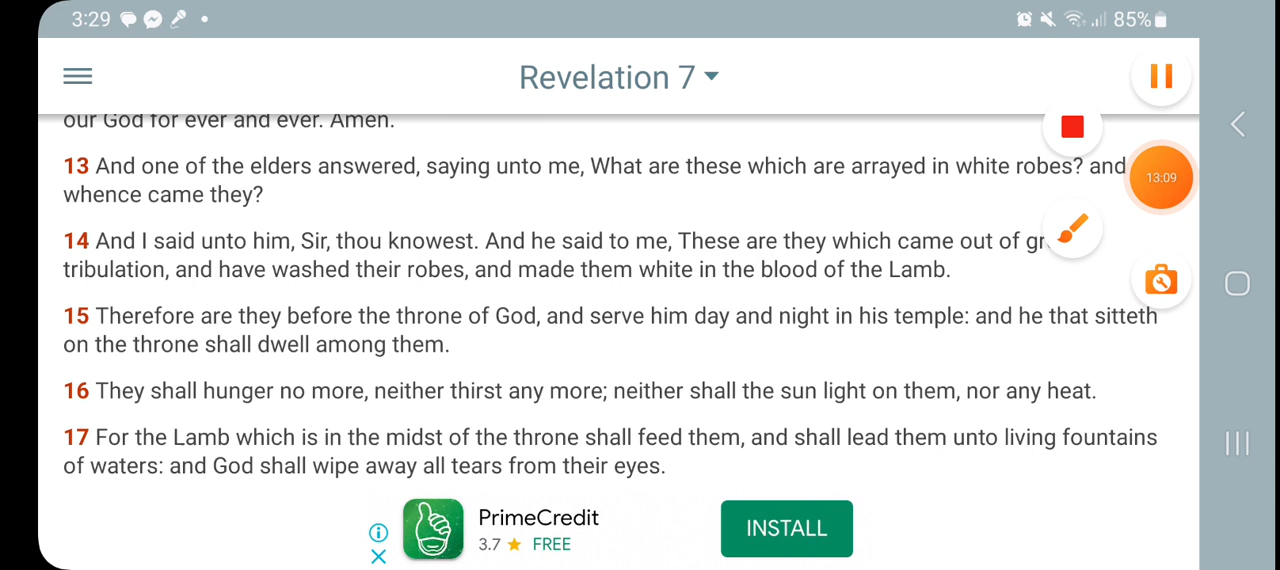 3:29
85%
Revelation 7
our God for ever and ever. Amen.
13 And one of the elders answered, saying unto me, What are these which are arrayed in white robes? and
whence came they?
13:09
14 And I said unto him, Sir, thou knowest. And he said to me, These are they which came out of
tribulation, and have washed their robes, and made them white in the blood of the Lamb.
15 Therefore are they before the throne of God, and serve him day and night in his temple: and he that sitteth
on the throne shall dwell among them.
16 They shall hunger no more, neither thirst any more; neither shall the sun light on them, nor any heat.
17 For the Lamb which is in the midst of the throne shall feed them, and shall lead them unto living fountains
of waters: and God shall wipe away all tears from their eyes.
PrimeCredit
3.7 ★ FREE
INSTALL